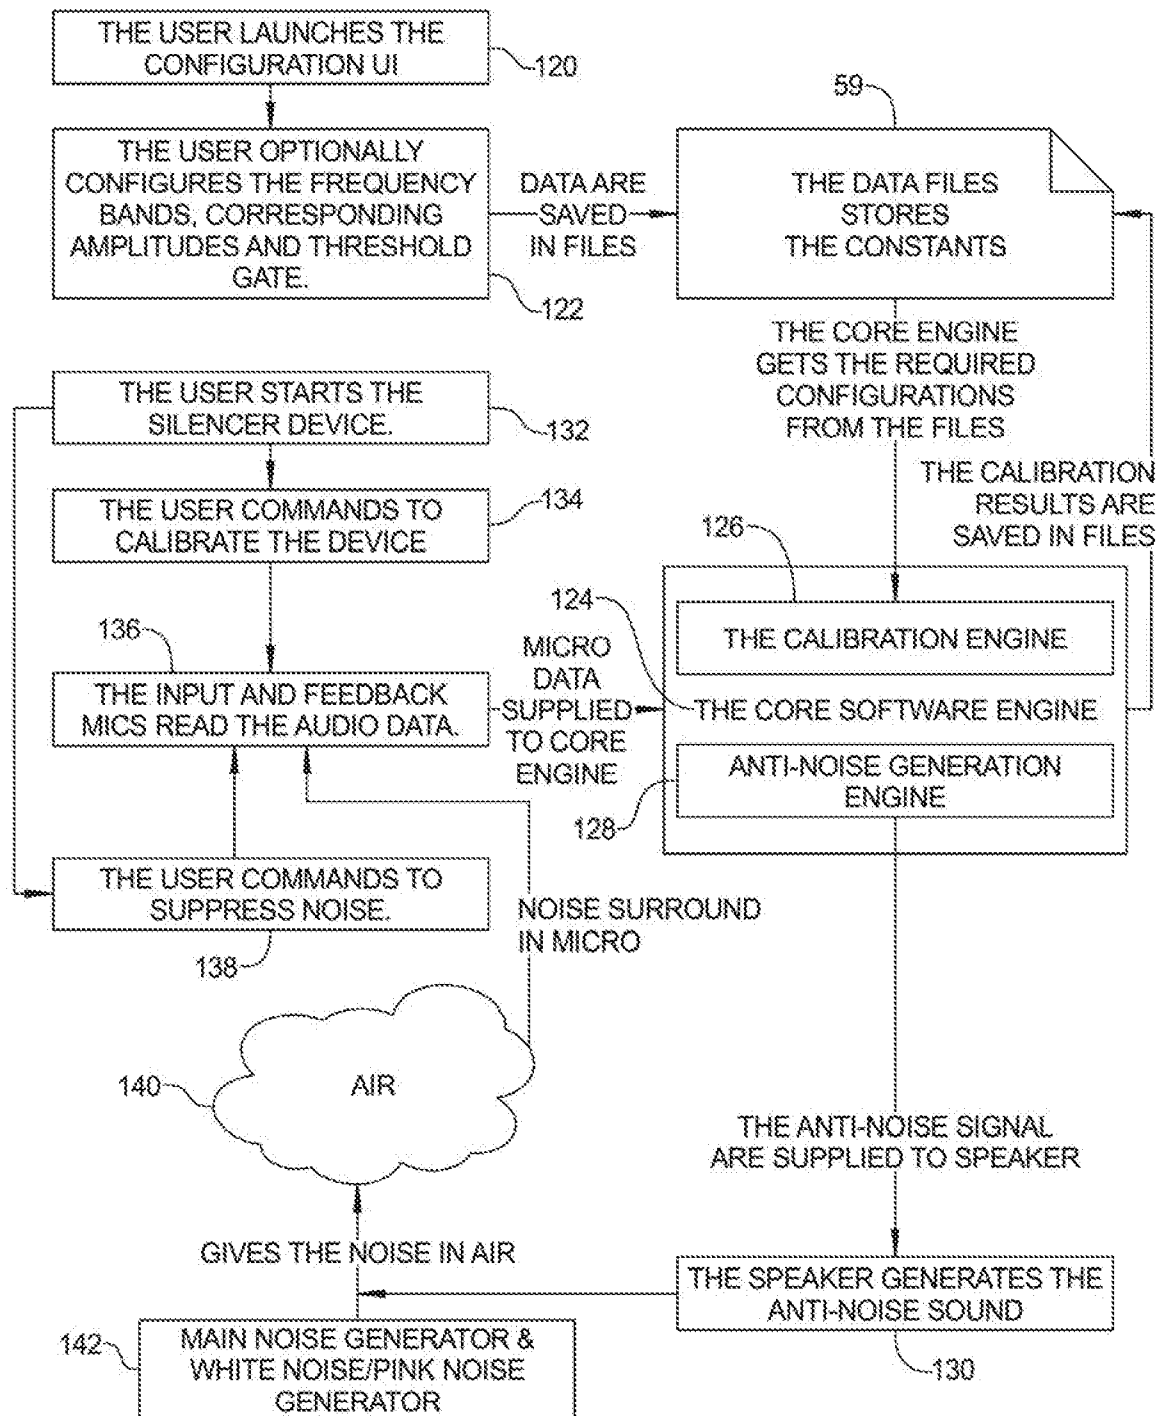 THE USER LAUNCHES THE
CONFIGURATION UI
120
59
THE USER OPTIONALLY
CONFIGURES THE FREQUENCY
BANDS, CORRESPONDING
AMPLITUDES AND THRESHOLD
GATE.
122
DATA ARE
SAVED
IN FILES
THE DATA FILES
STORES
THE CONSTANTS
THE CORE ENGINE
GETS THE REQUIRED
CONFIGURATIONS
FROM THE FILES
THE USER STARTS THE
SILENCER DEVICE.
132
THE USER COMMANDS TO
CALIBRATE THE DEVICE
134
THE CALIBRATION
RESULTS ARE
SAVED IN FILES
126
124
136
THE INPUT AND FEEDBACK
MICS READ THE AUDIO DATA.
MICRO
DATA
SUPPLIED
TO CORE
ENGINE
THE CALIBRATION ENGINE
THE CORE SOFTWARE ENGINE
ANTI-NOISE GENERATION
ENGINE
128
THE USER COMMANDS TO
SUPPRESS NOISE.
138
NOISE SURROUND
IN MICRO
AIR
140
THE ANTI-NOISE SIGNAL
ARE SUPPLIED TO SPEAKER
GIVES THE NOISE IN AIR
THE SPEAKER GENERATES THE
ANTI-NOISE SOUND
130
142
MAIN NOISE GENERATOR &
WHITE NOISE/PINK NOISE
GENERATOR